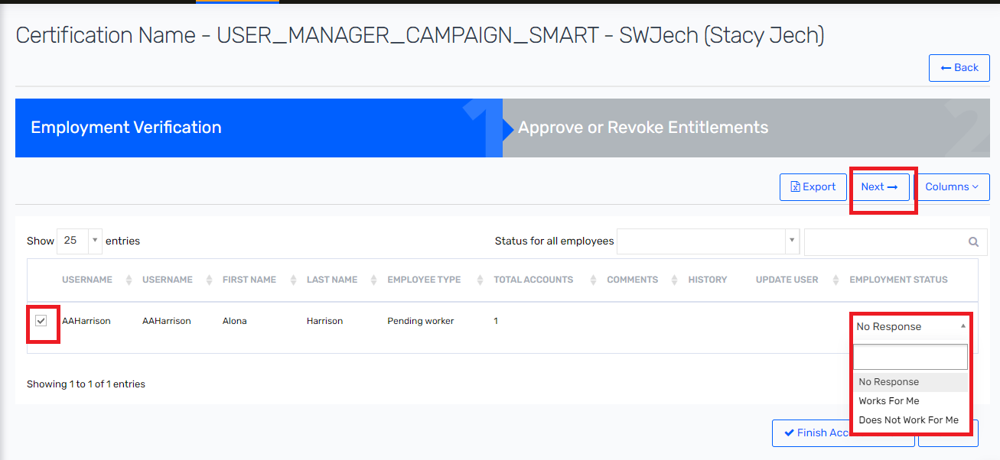 Certification Name - USER_MANAGER_CAMPAIGN_SMART - SWJech (Stacy Jech)
Back
Employment Verification 1 Approve or Revoke Entitlements 2
Export Next Columns
Show 25 entries Status for all employees
USERNAME USERNAME FIRST NAME LAST NAME EMPLOYEE TYPE TOTAL ACCOUNTS COMMENTS HISTORY UPDATE USER EMPLOYMENT STATUS
AAHarrison AAHarrison Alona Harrison Pending worker 1 No Response
No Response
Works For Me
Does Not Work For Me
Showing 1 to 1 of 1 entries
Finish Acc